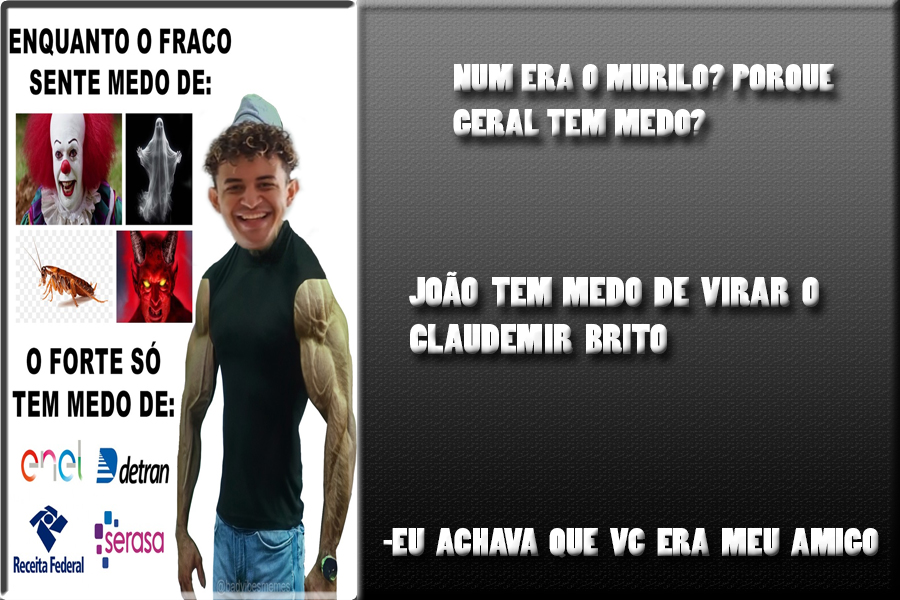 ENQUANTO O FRACO
SENTE MEDO DE:
O FORTE SÓ
TEM MEDO DE:
enel
detran
Receita Federal
serasa
@badvibesmemes
NUM ERA O MURILO? PORQUE
GERAL TEM MEDO?
JOÃO TEM MEDO DE VIRAR O
CLAUDEMIR BRITO
-EU ACHAVA QUE VC ERA MEU AMIGO